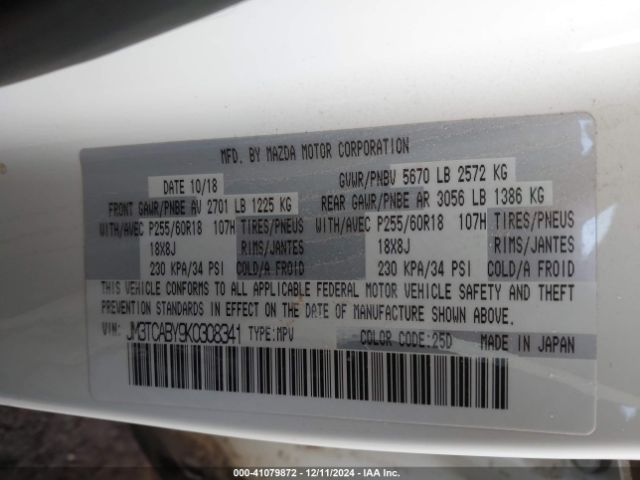 MFD. BY MAZDA MOTOR CORPORATION
DATE 10/18 GVWR/PNBV 5670 LB 2572 KG
FRONT GAWR/PNBE AV 2701 LB 1225 KG REAR GAWR/PNBE AR 3056 LB 1386 KG
WITH/AVEC P255/60R18 107H TIRES/PNEUS WITH/AVEC P255/60R18 107H TIRES/PNEUS
18X8J RIMS/JANTES 18X8J RIMS/JANTES
230 KPA/34 PSI COLD/A FROID 230 KPA/34 PSI COLD/A FROID
THIS VEHICLE CONFORMS TO ALL APPLICABLE FEDERAL MOTOR VEHICLE SAFETY AND THEFT
PREVENTION STANDARDS IN EFFECT ON THE DATE OF MANUFACTURE SHOWN ABOVE.
VIN: JM3TCABY9K0308341 TYPE:MPV COLOR CODE:25D MADE IN JAPAN
000-41079872 - 12/11/2024 - IAA Inc.